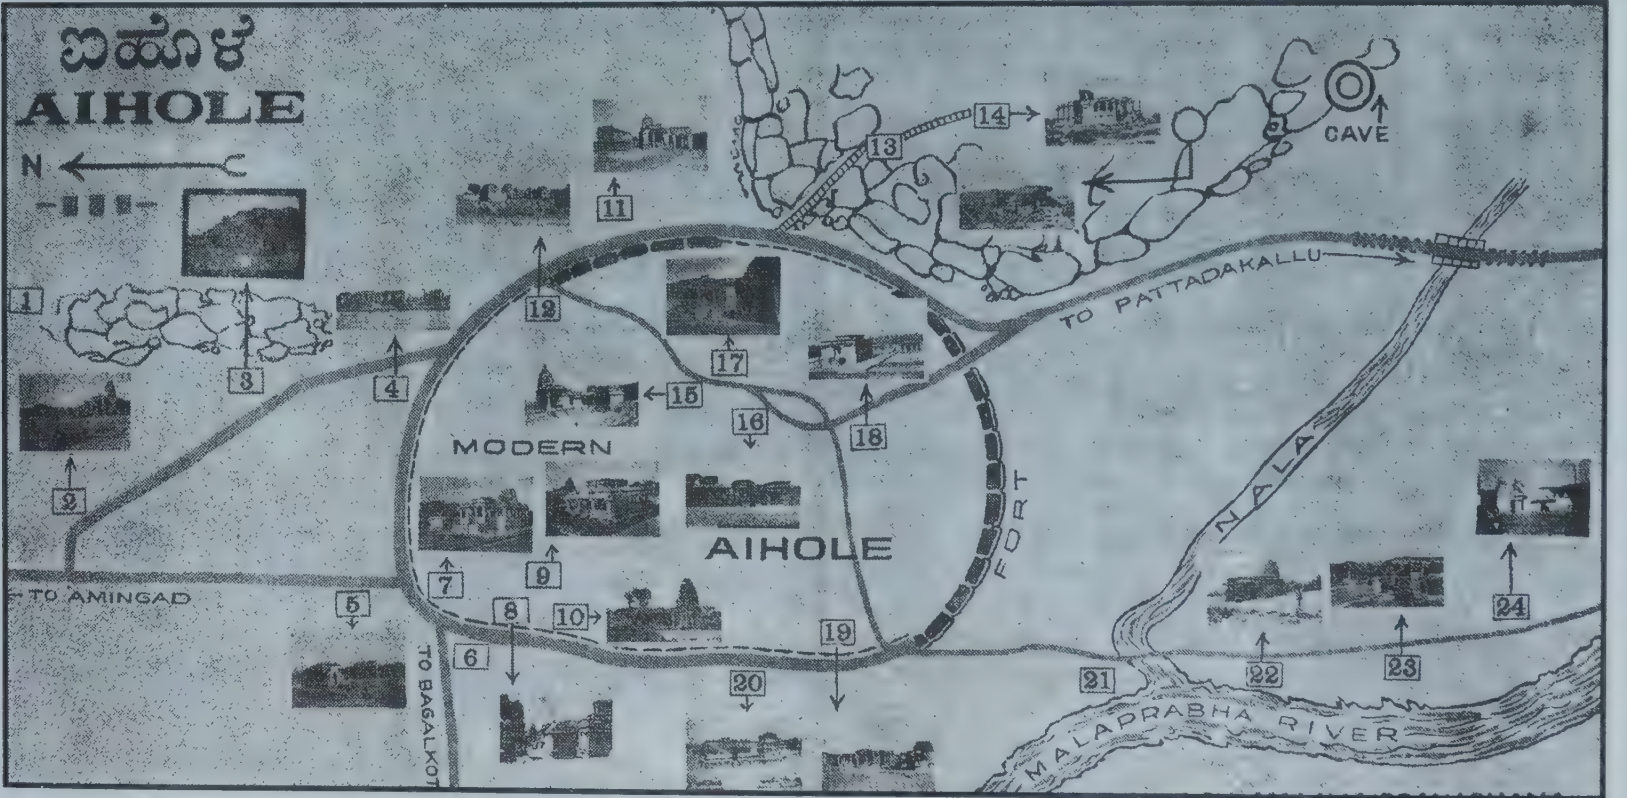 ಐಹೊಳೆ
AIHOLE
N
CAVE
14
13
11
12
1
3
4
2
17
15
16
18
TO PATTADAKALLU
MODERN
AIHOLE
FORT
NALA
7
9
5
8
10
6
19
20
21
22
23
24
TO AMINGAD
TO BAGALKOT
MALAPRABHA RIVER